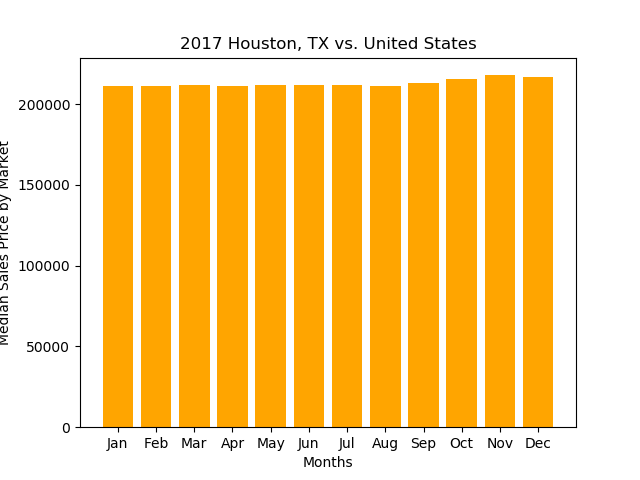 2017 Houston, TX vs. United States
Median Sales Price by Market
200000
150000
100000
50000
0
Jan Feb Mar Apr May Jun Jul Aug Sep Oct Nov Dec
Months